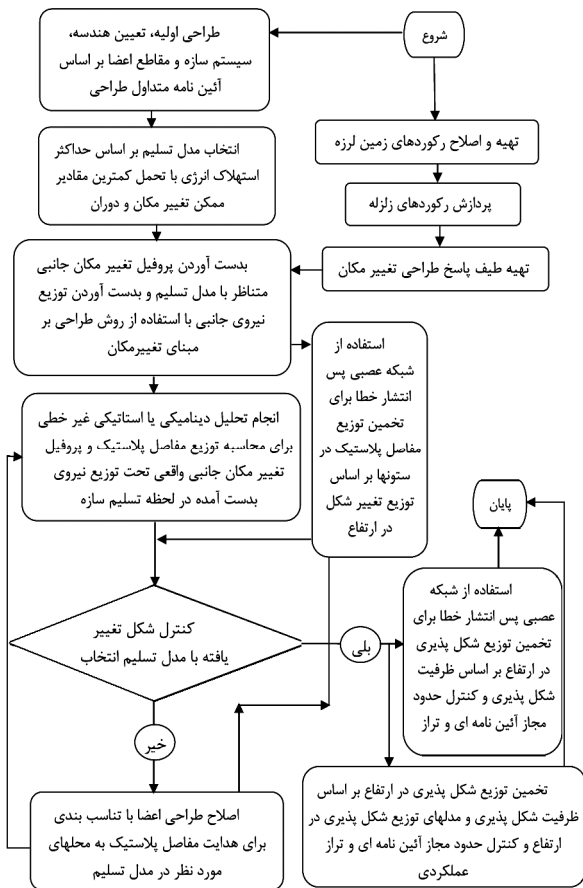 شروع
طراحی اولیه، تعیین هندسه،
سیستم سازه و مقاطع اعضا بر اساس
آئین نامه متداول طراحی
تهیه و اصلاح رکوردهای زمین لرزه
انتخاب مدل تسلیم بر اساس حداکثر
استهلاک انرژی با تحمل کمترین مقادیر
ممکن تغییر مکان و دوران
پردازش رکوردهای زلزله
تهیه طیف پاسخ طراحی تغییر مکان
بدست آوردن پروفیل تغییر مکان جانبی
متناظر با مدل تسلیم و بدست آوردن توزیع
نیروی جانبی با استفاده از روش طراحی بر
مبنای تغییرمکان
استفاده از
شبکه عصبی پس
انتشار خطا برای
تخمین توزیع
مفاصل پلاستیک در
ستونها بر اساس
توزیع تغییر شکل
در ارتفاع
انجام تحلیل دینامیکی یا استاتیکی غیر خطی
برای محاسبه توزیع مفاصل پلاستیک و پروفیل
تغییر مکان جانبی واقعی تحت توزیع نیروی
بدست آمده در لحظه تسلیم سازه
پایان
کنترل شکل تغییر
یافته با مدل تسلیم انتخاب
بلی
استفاده از شبکه
عصبی پس انتشار خطا برای
تخمین توزیع شکل پذیری
در ارتفاع بر اساس ظرفیت
شکل پذیری و کنترل حدود
مجاز آئین نامه ای و تراز
خیر
اصلاح طراحی اعضا با تناسب بندی
برای هدایت مفاصل پلاستیک به محلهای
مورد نظر در مدل تسلیم
تخمین توزیع شکل پذیری در ارتفاع بر اساس
ظرفیت شکل پذیری و مدلهای توزیع شکل پذیری در
ارتفاع و کنترل حدود مجاز آئین نامه ای و تراز
عملکردی